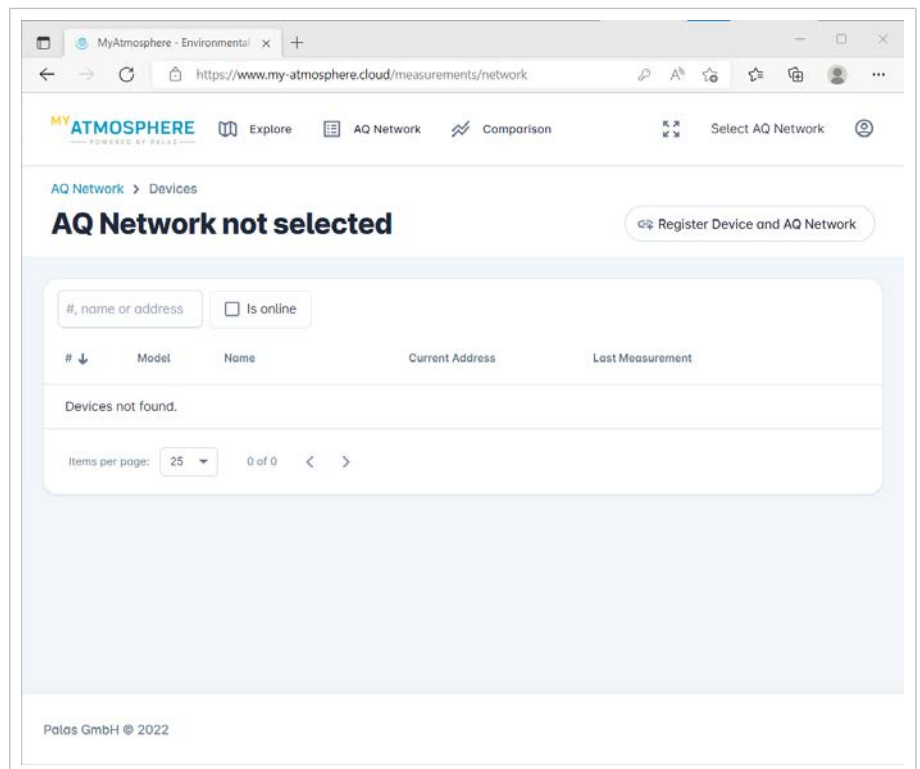 MyAtmosphere - Environmental
https://www.my-atmosphere.cloud/measurements/network
MY ATMOSPHERE Explore AQ Network Comparison Select AQ Network
POWERED BY PALAS
AQ Network > Devices
AQ Network not selected Register Device and AQ Network
#, name or address Is online
# Model Name Current Address Last Measurement
Devices not found.
Items per page: 25 0 of 0
Palas GmbH © 2022